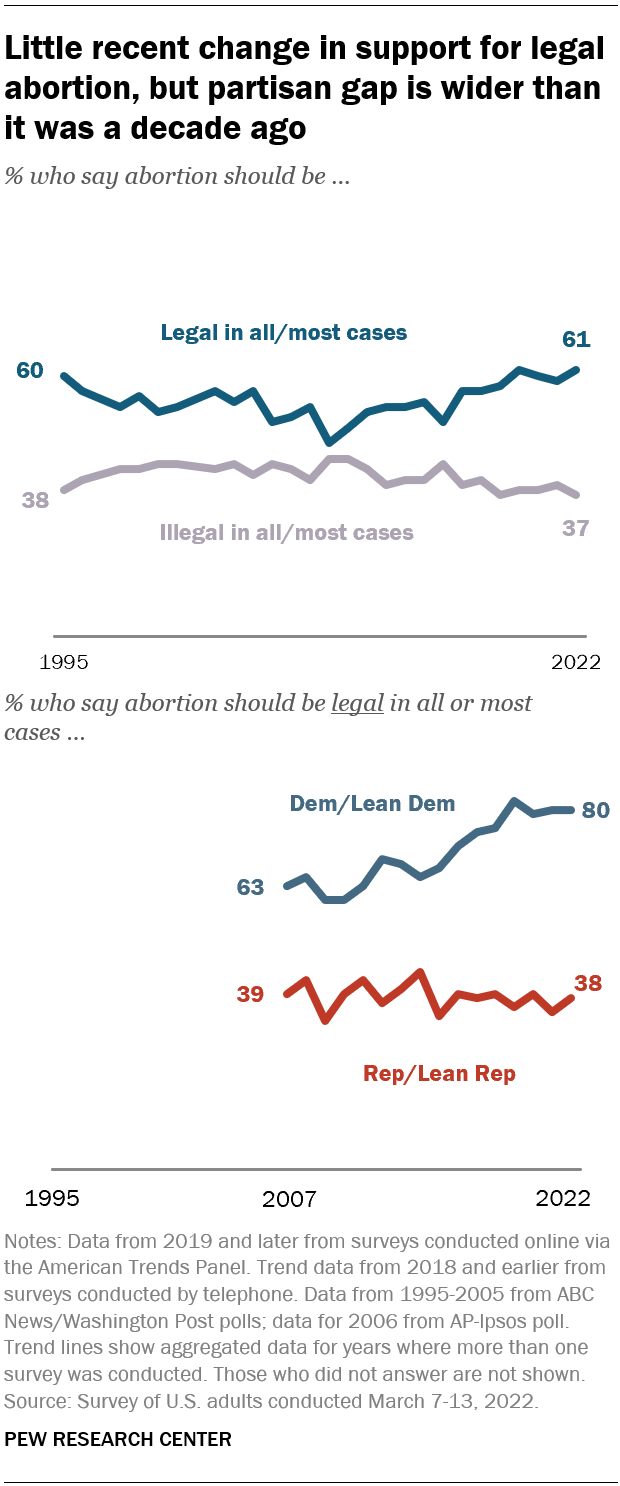 Little recent change in support for legal
abortion, but partisan gap is wider than
it was a decade ago
% who say abortion should be ...
Legal in all/most cases
61
60
38
Illegal in all/most cases
37
1995
2022
% who say abortion should be legal in all or most
cases ...
Dem/Lean Dem
80
63
39
38
Rep/Lean Rep
1995
2007
2022
Notes: Data from 2019 and later from surveys conducted online via
the American Trends Panel. Trend data from 2018 and earlier from
surveys conducted by telephone. Data from 1995-2005 from ABC
News/Washington Post polls; data for 2006 from AP-Ipsos poll.
Trend lines show aggregated data for years where more than one
survey was conducted. Those who did not answer are not shown.
Source: Survey of U.S. adults conducted March 7-13, 2022.
PEW RESEARCH CENTER